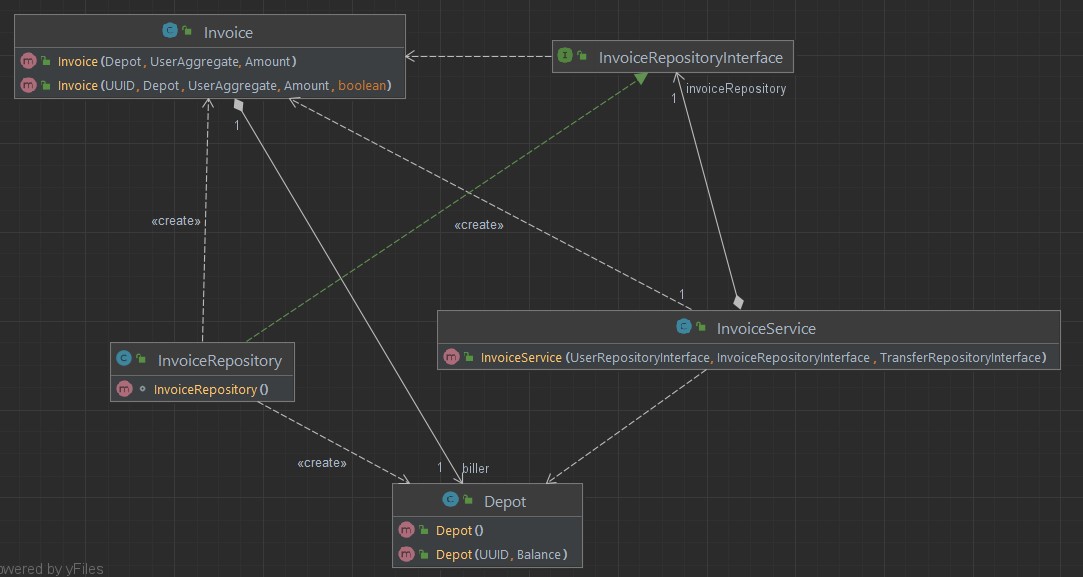 Invoice
Invoice(Depot, UserAggregate, Amount)
Invoice(UUID, Depot, UserAggregate, Amount, boolean)
InvoiceRepositoryInterface
invoiceRepository
1
1
«create»
«create»
1
InvoiceService
InvoiceService(UserRepositoryInterface, InvoiceRepositoryInterface, TransferRepositoryInterface)
InvoiceRepository
InvoiceRepository()
«create»
1
biller
Depot
Depot()
Depot(UUID, Balance)
owered by yFiles